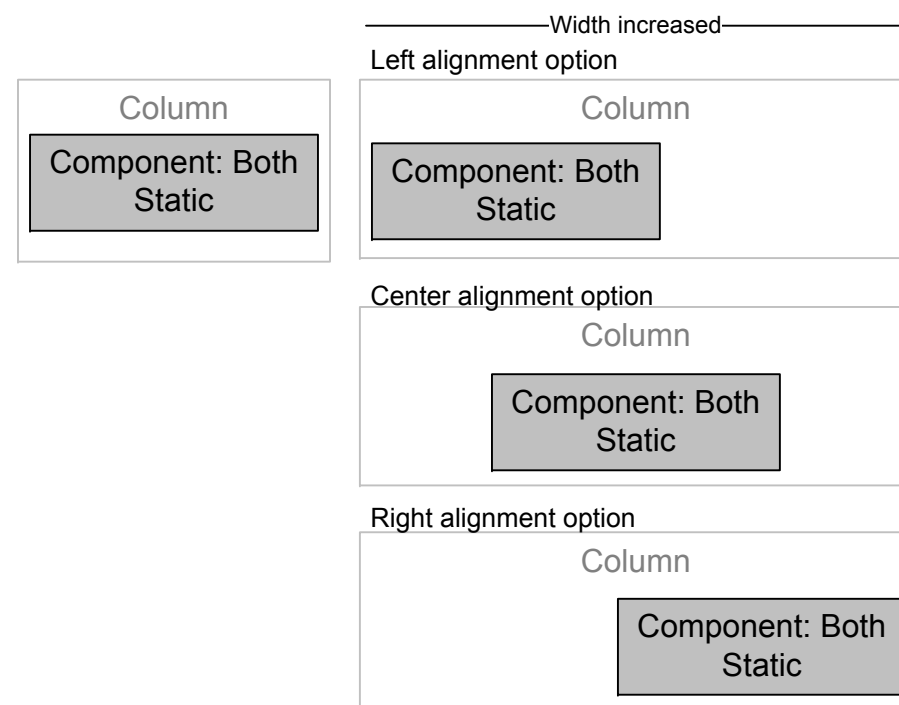 Width increased
Left alignment option
Column
Component: Both
Static
Column
Component: Both
Static
Center alignment option
Column
Component: Both
Static
Right alignment option
Column
Component: Both
Static